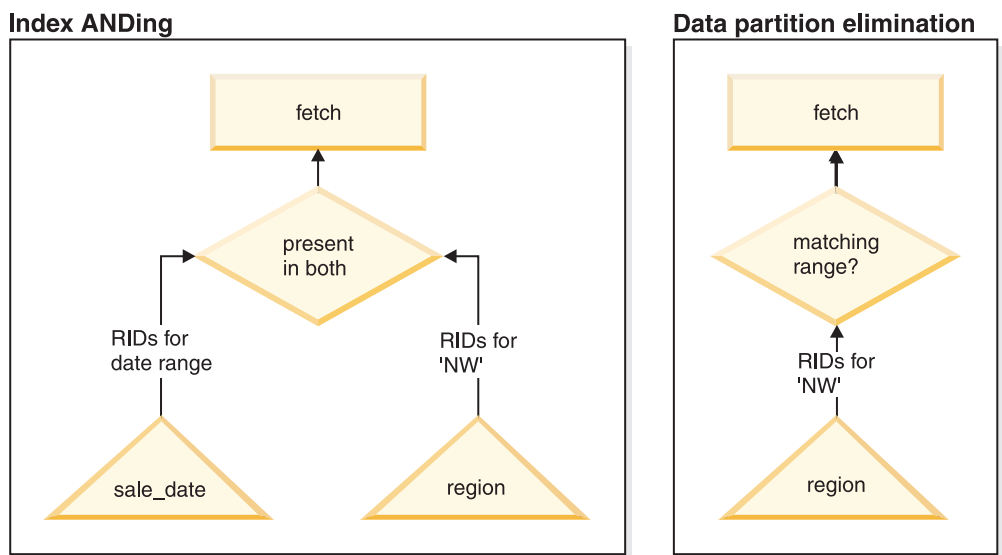 Index ANDing
fetch
present
in both
RIDs for
date range
RIDs for
'NW'
sale_date
region
Data partition elimination
fetch
matching
range?
RIDs for
'NW'
region